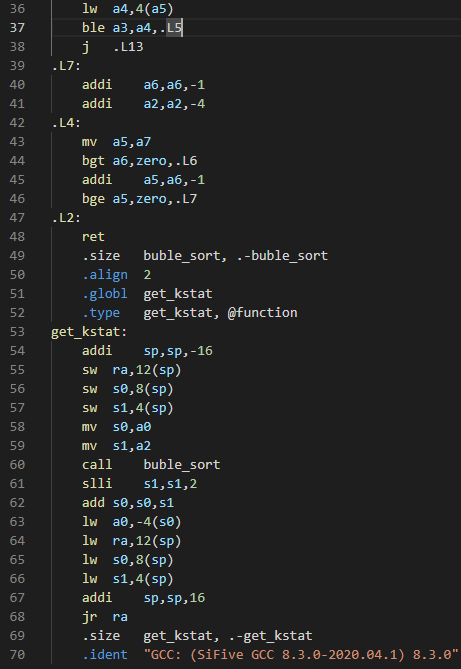 36 lw a4,4(a5)
37 ble a3,a4,.L5
38 j .L13
39 .L7:
40 addi a6,a6,-1
41 addi a2,a2,-4
42 .L4:
43 mv a5,a7
44 bgt a6,zero,.L6
45 addi a5,a6,-1
46 bge a5,zero,.L7
47 .L2:
48 ret
49 .size buble_sort, .-buble_sort
50 .align 2
51 .globl get_kstat
52 .type get_kstat, @function
53 get_kstat:
54 addi sp,sp,-16
55 sw ra,12(sp)
56 sw s0,8(sp)
57 sw s1,4(sp)
58 mv s0,a0
59 mv s1,a2
60 call buble_sort
61 slli s1,s1,2
62 add s0,s0,s1
63 lw a0,-4(s0)
64 lw ra,12(sp)
65 lw s0,8(sp)
66 lw s1,4(sp)
67 addi sp,sp,16
68 jr ra
69 .size get_kstat, .-get_kstat
70 .ident "GCC: (SiFive GCC 8.3.0-2020.04.1) 8.3.0"